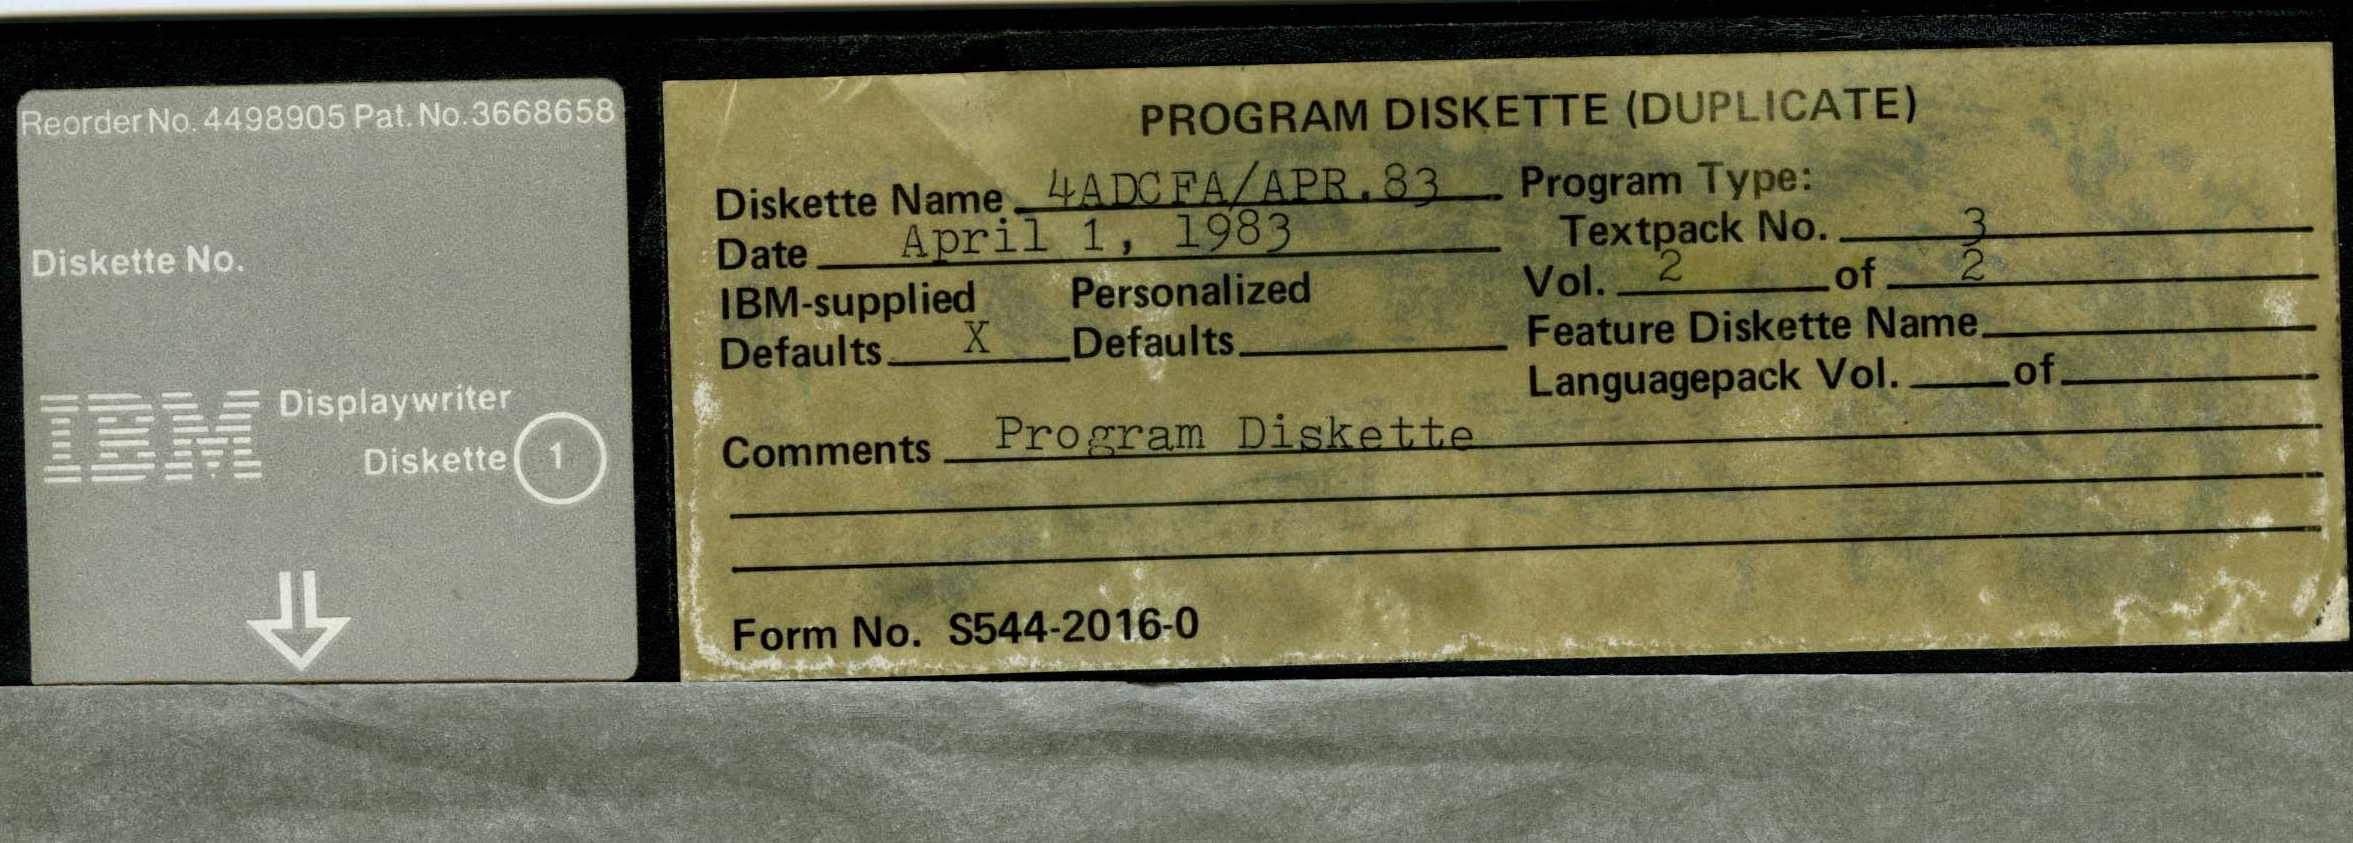 Reorder No. 4498905 Pat. No. 3668658
Diskette No.
IBM Displaywriter
Diskette 1
PROGRAM DISKETTE (DUPLICATE)
Diskette Name 4ADCFA/APR.83 Program Type:
Date April 1, 1983 Textpack No. 3
IBM-supplied Personalized Vol. 2 of 2
Defaults X Defaults Feature Diskette Name
Languagepack Vol. of
Comments Program Diskette
Form No. S544-2016-0